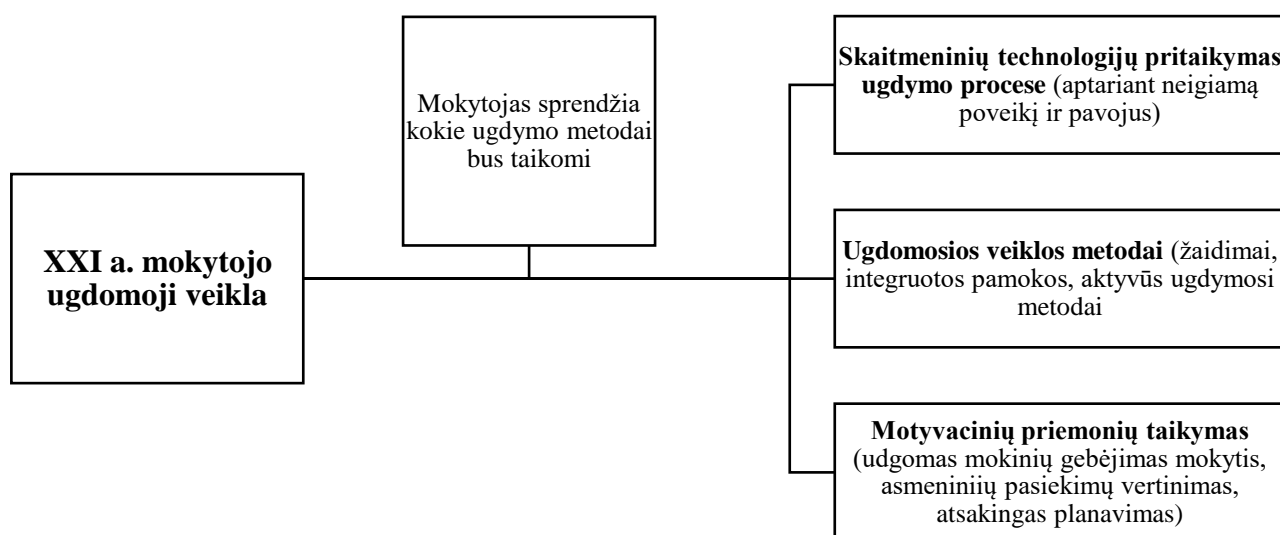 XXI a. mokytojo
ugdomoji veikla
Mokytojas sprendžia
kokie ugdymo metodai
bus taikomi
Skaitmeninių technologijų pritaikymas
ugdymo procese (aptariant neigiamą
poveikį ir pavojus)
Ugdomosios veiklos metodai (žaidimai,
integruotos pamokos, aktyvūs ugdymosi
metodai
Motyvacinių priemonių taikymas
(udgomas mokinių gebėjimas mokytis,
asmeniniių pasiekimų vertinimas,
atsakingas planavimas)